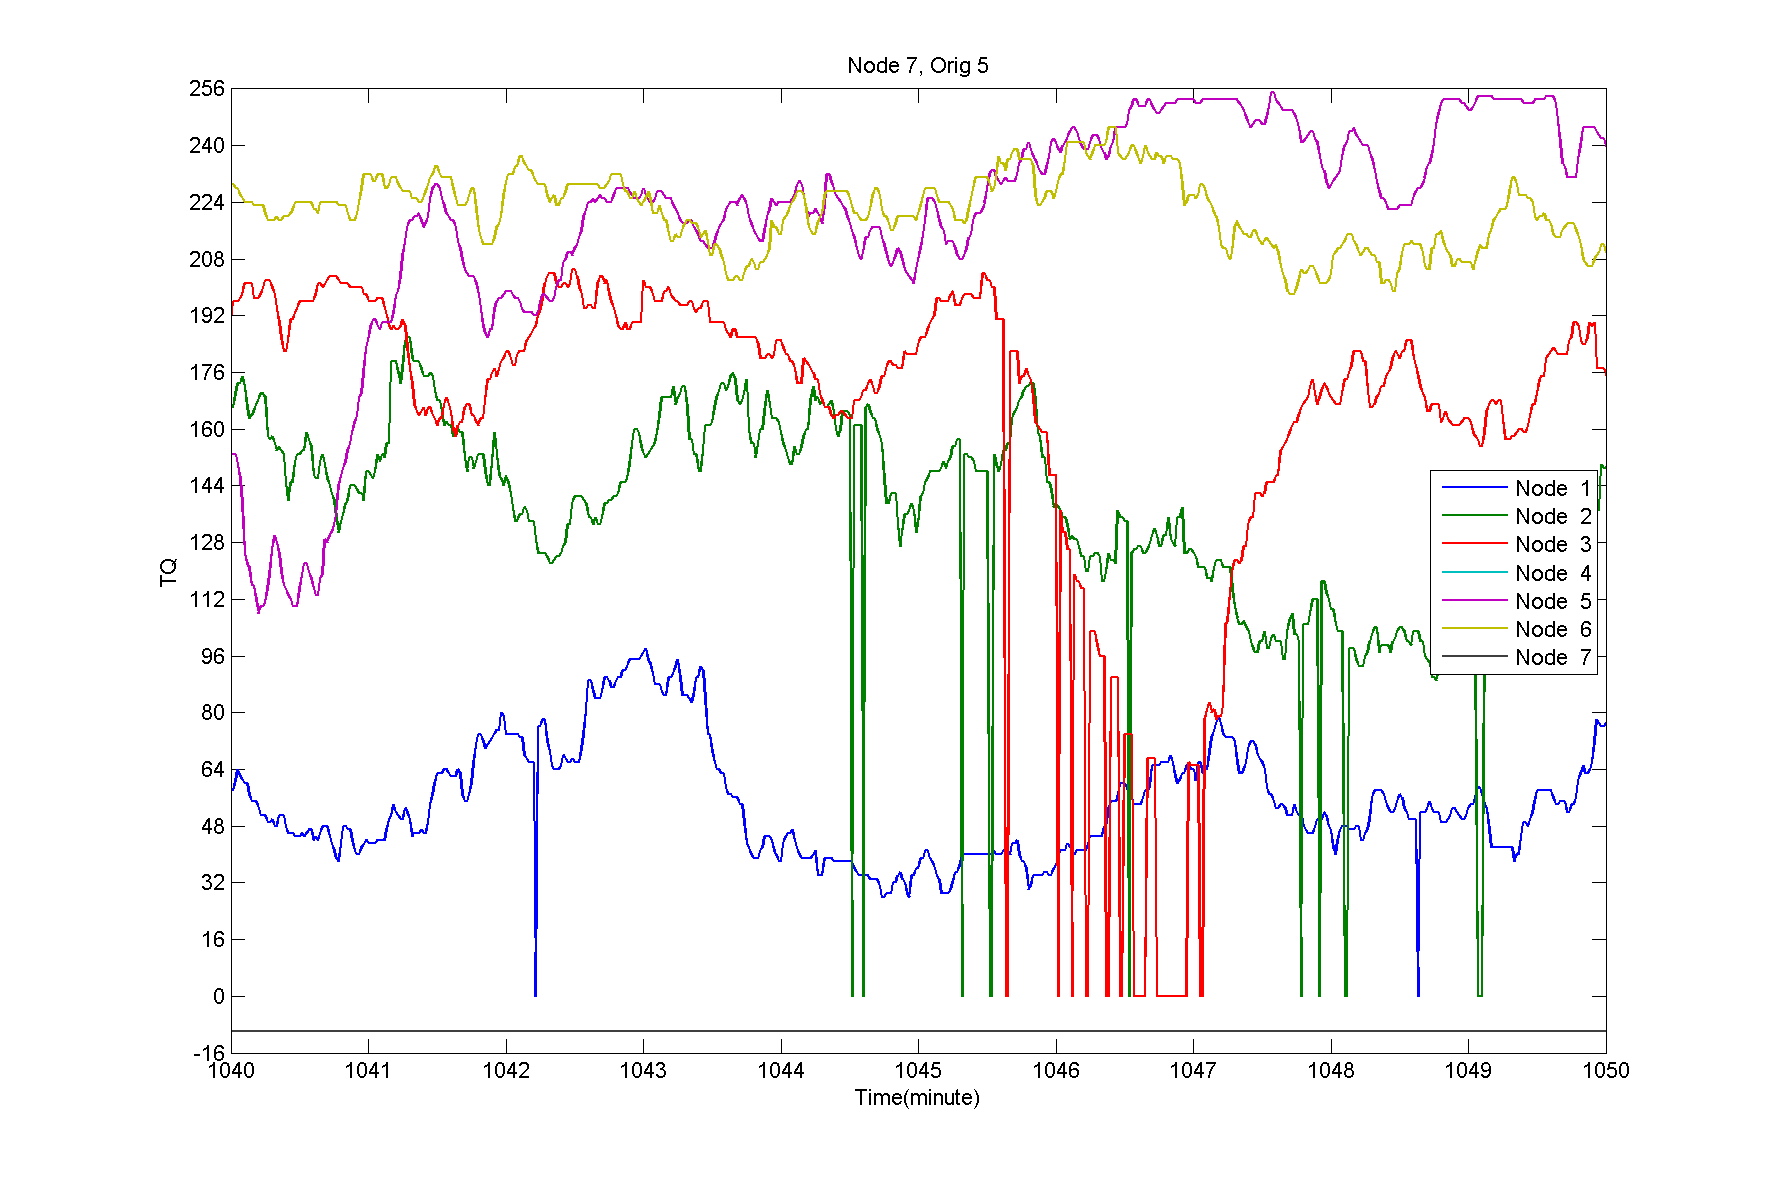 Node 7, Orig 5
256
240
224
208
192
176
160
144
128
112
96
80
64
48
32
16
0
-16
TQ
1040 1041 1042 1043 1044 1045 1046 1047 1048 1049 1050
Time(minute)
Node 1
Node 2
Node 3
Node 4
Node 5
Node 6
Node 7